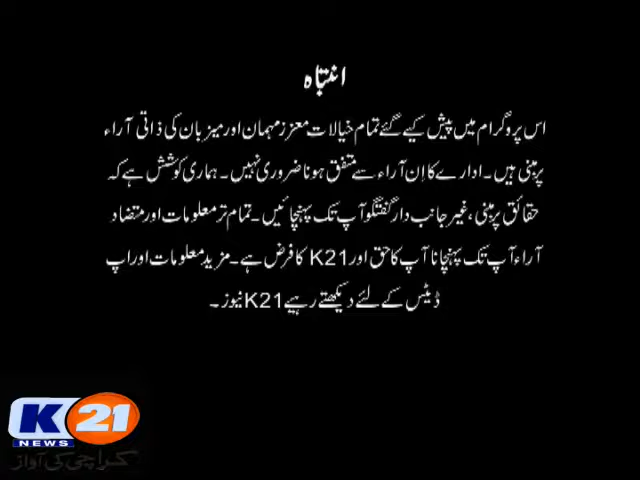 انتباہ
اس پروگرام میں پیش کیے گئے تمام خیالات معزز مہمان اور میزبان کی ذاتی آراء
پر مبنی ہیں۔ ادارے کا اِن آراء سے متفق ہونا ضروری نہیں۔ ہماری کوشش ہے کہ
حقائق پر مبنی، غیر جانب دار گفتگو آپ تک پہنچائیں۔ تمام تر معلومات اور متضاد
آراء آپ تک پہنچانا آپ کا حق اور K21 کا فرض ہے۔ مزید معلومات اور اپ
ڈیٹس کے لئے دیکھتے رہیے K21 نیوز۔
K21
NEWS
کراچی کی آواز